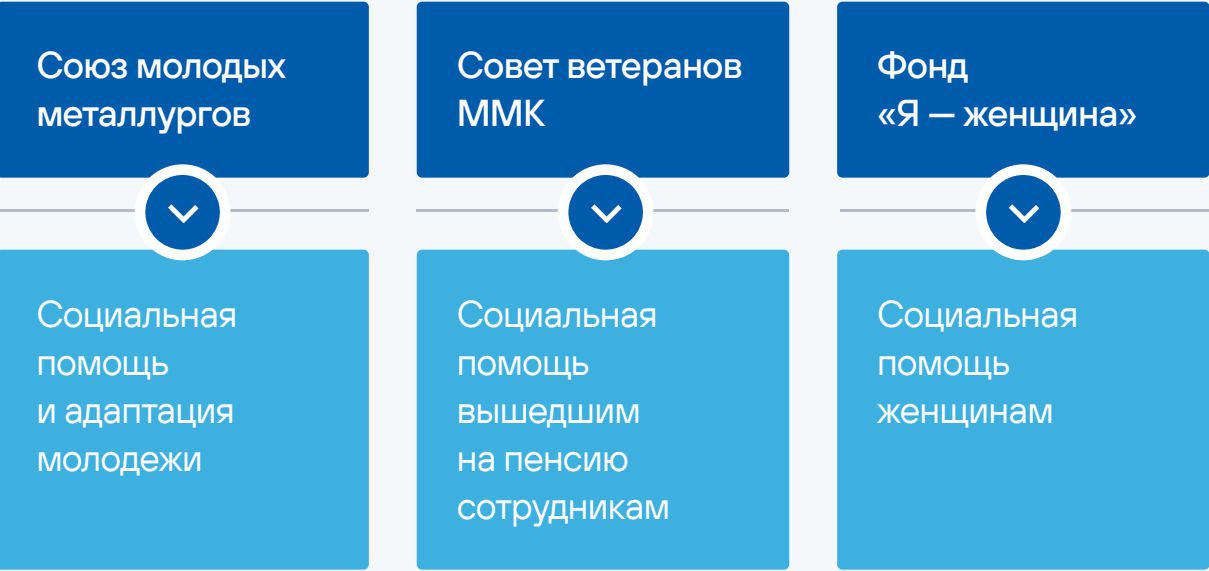 Союз молодых
металлургов
Социальная
помощь
и адаптация
молодежи
Совет ветеранов
ММК
Социальная
помощь
вышедшим
на пенсию
сотрудникам
Фонд
«Я — женщина»
Социальная
помощь
женщинам